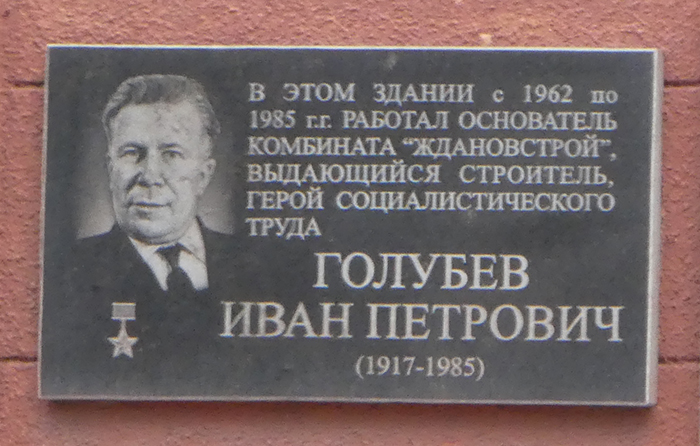 В ЭТОМ ЗДАНИИ с 1962 по
1985 г.г. РАБОТАЛ ОСНОВАТЕЛЬ
КОМБИНАТА "ЖДАНОВСТРОЙ",
ВЫДАЮЩИЙСЯ СТРОИТЕЛЬ,
ГЕРОЙ СОЦИАЛИСТИЧЕСКОГО
ТРУДА
ГОЛУБЕВ
ИВАН ПЕТРОВИЧ
(1917-1985)